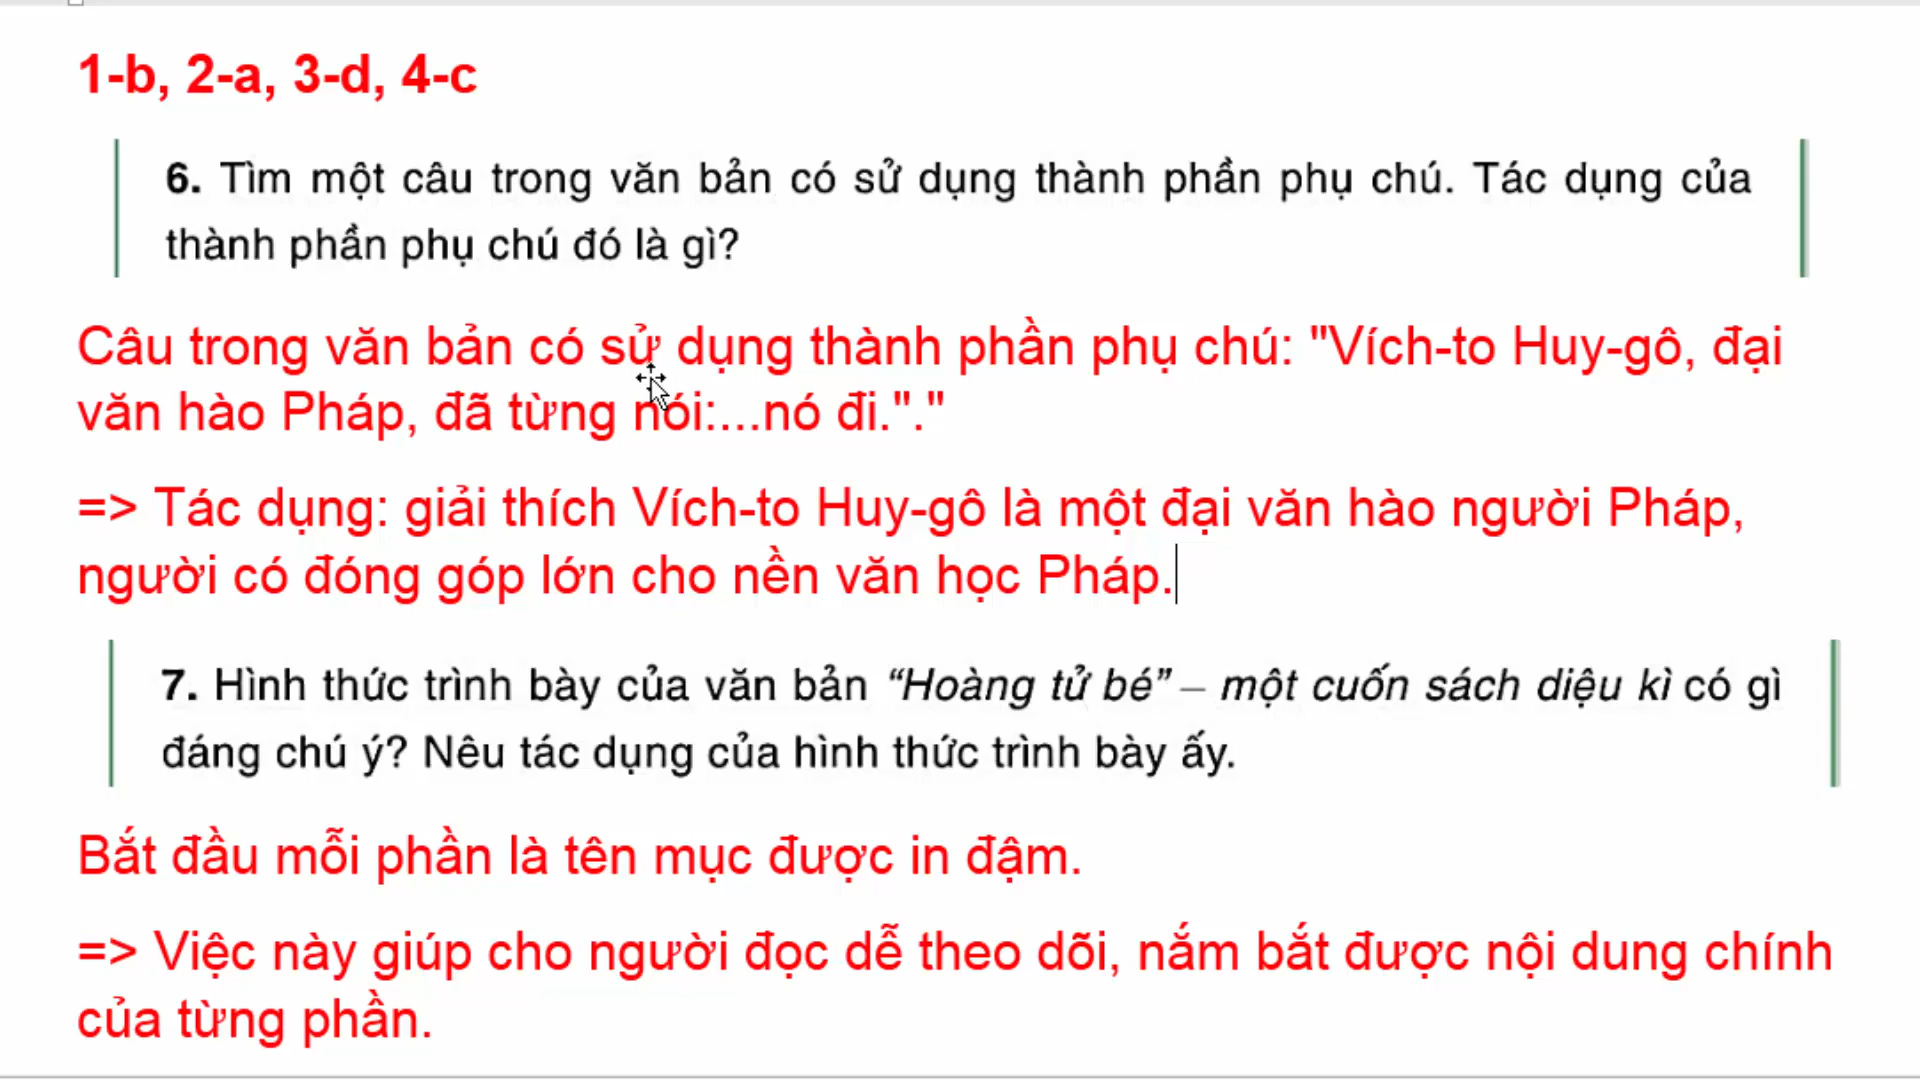 1-b, 2-a, 3-d, 4-c
6. Tìm một câu trong văn bản có sử dụng thành phần phụ chú. Tác dụng của
thành phần phụ chú đó là gì?
Câu trong văn bản có sử dụng thành phần phụ chú: "Vích-to Huy-gô, đại
văn hào Pháp, đã từng nói:...nó đi."."
=> Tác dụng: giải thích Vích-to Huy-gô là một đại văn hào người Pháp,
người có đóng góp lớn cho nền văn học Pháp.
7. Hình thức trình bày của văn bản “Hoàng tử bé” – một cuốn sách diệu kì có gì
đáng chú ý? Nêu tác dụng của hình thức trình bày ấy.
Bắt đầu mỗi phần là tên mục được in đậm.
=> Việc này giúp cho người đọc dễ theo dõi, nắm bắt được nội dung chính
của từng phần.